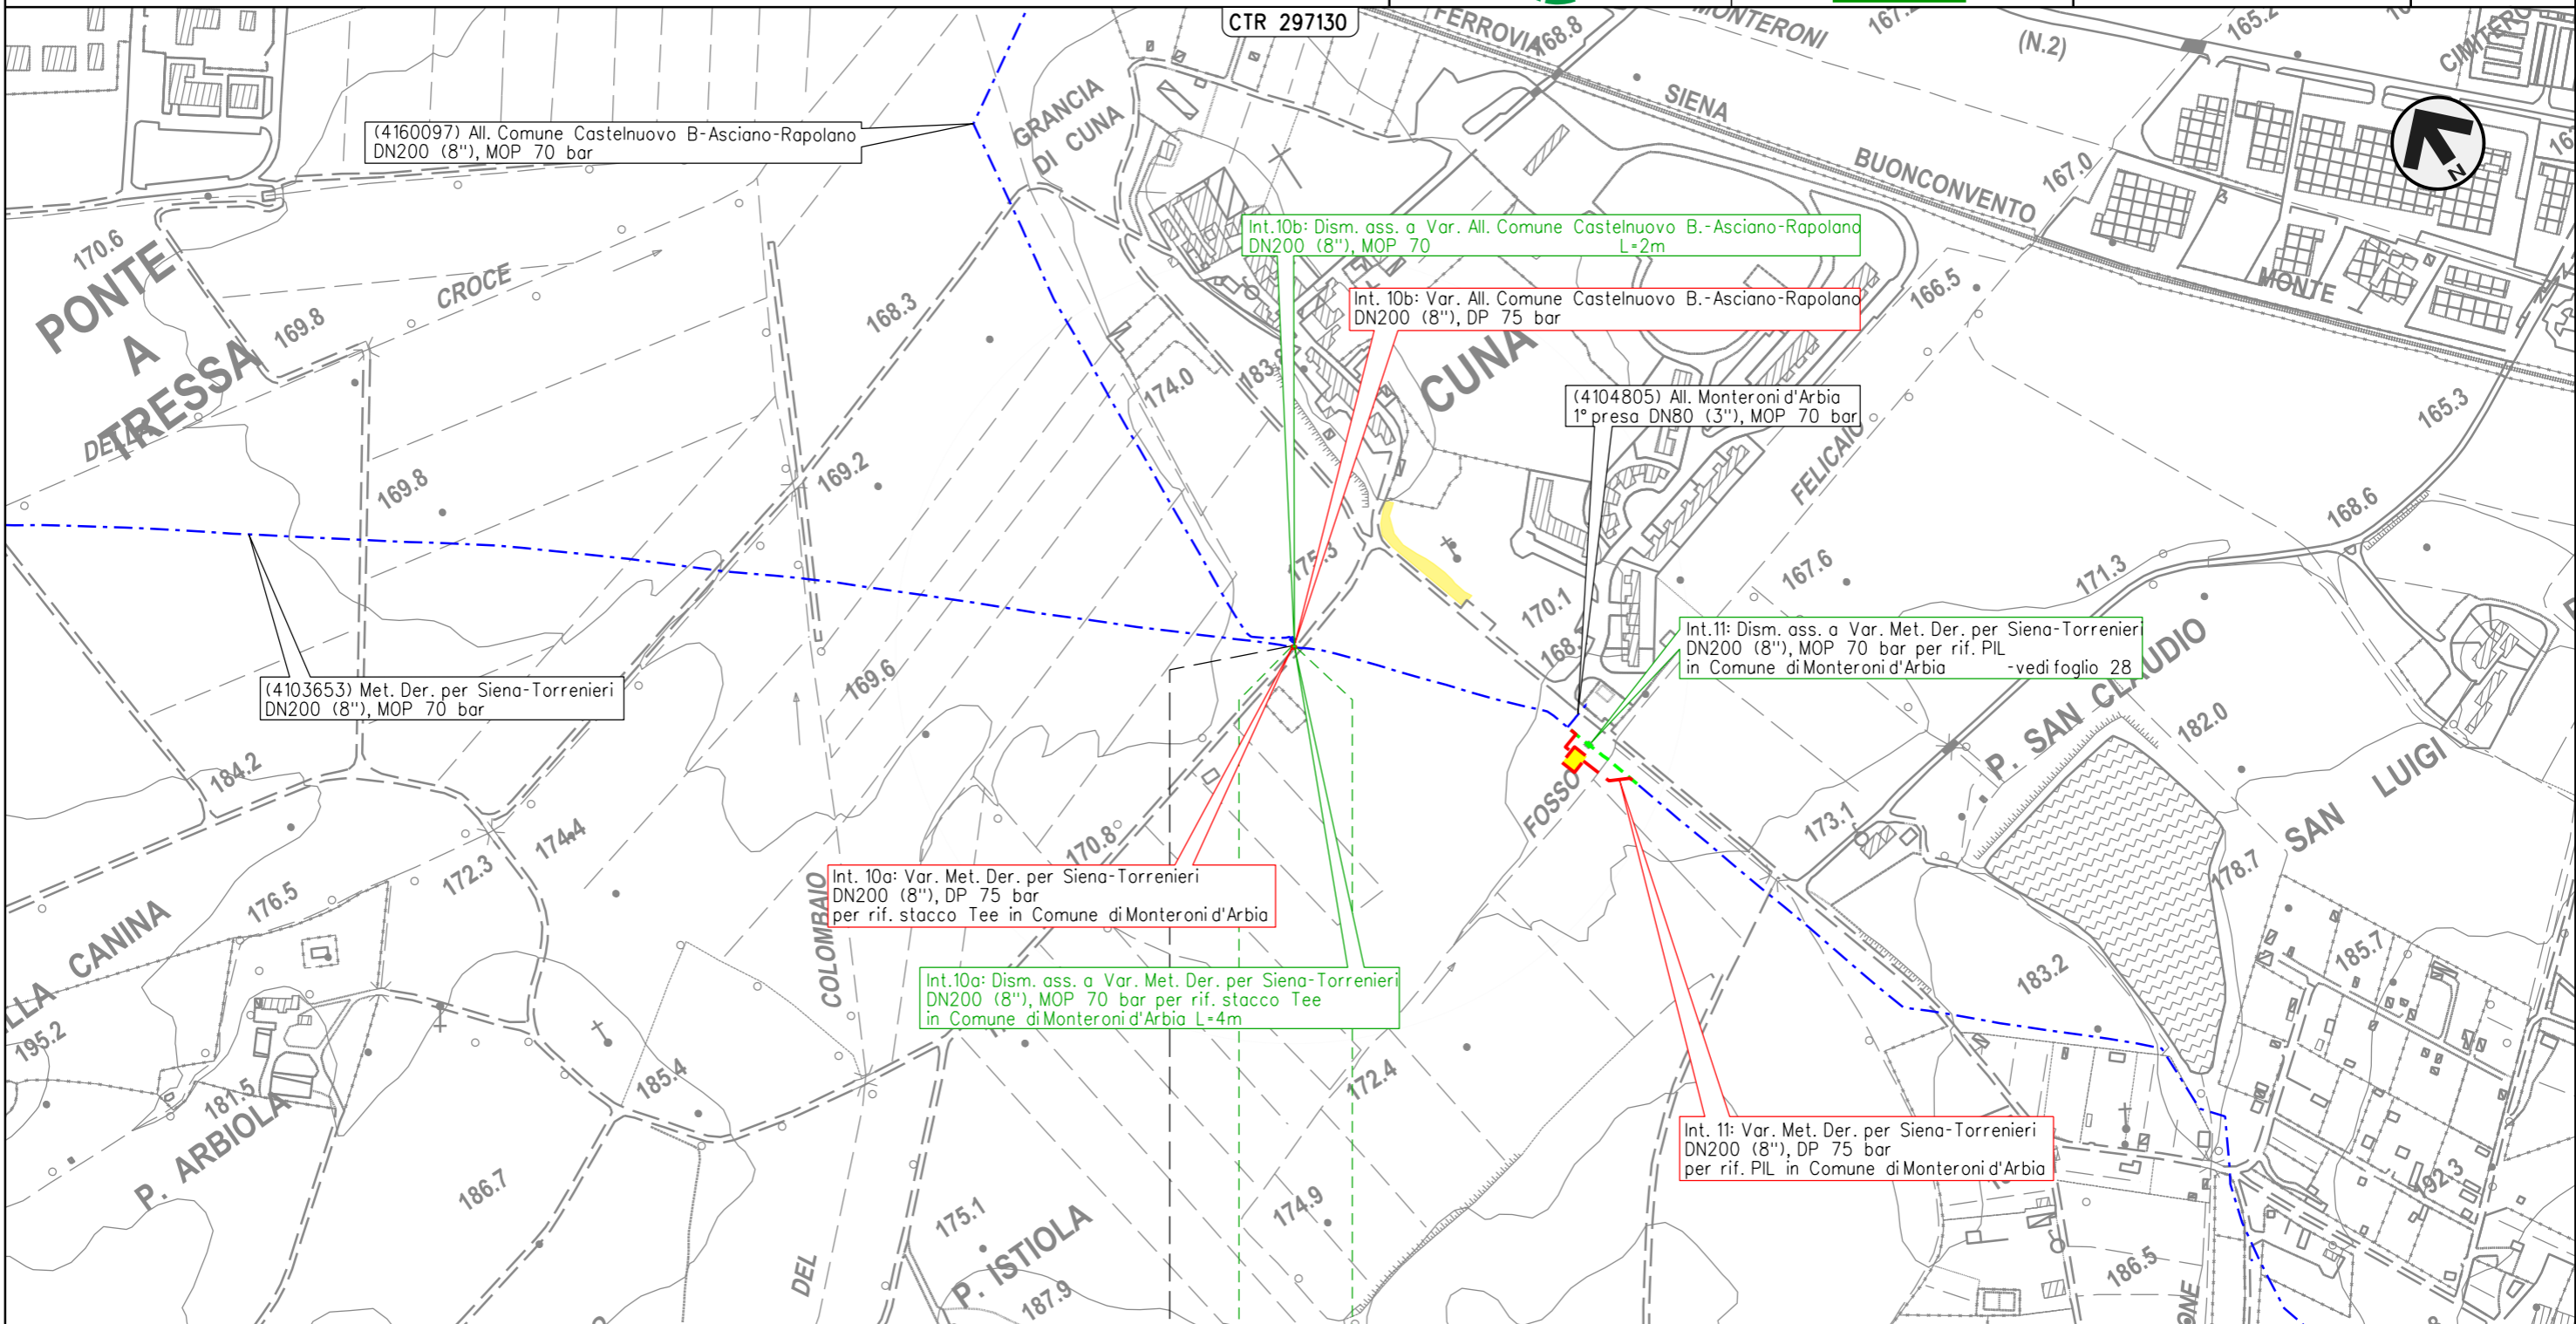 CTR 297130
FERROVIA
168.8
MONTERONI
(N.2)
165.2
CIMITERO
SIENA
BUONCONVENTO
167.0
MONTE
N
GRANCIA
DI CUNA
(4160097) All. Comune Castelnuovo B-Asciano-Rapolano
DN200 (8"), MOP 70 bar
170.6
PONTE
A
TRESSA
169.8
CROCE
168.3
Int.10b: Dism. ass. a Var. All. Comune Castelnuovo B.-Asciano-Rapolano
DN200 (8"), MOP 70 L=2m
Int. 10b: Var. All. Comune Castelnuovo B.-Asciano-Rapolano
DN200 (8"), DP 75 bar
166.5
174.0
CUNA
(4104805) All. Monteroni d'Arbia
1° presa DN80 (3"), MOP 70 bar
165.3
169.8
169.2
FELICAIO
168.6
175.3
170.1
167.6
171.3
Int.11: Dism. ass. a Var. Met. Der. per Siena-Torrenieri
DN200 (8"), MOP 70 bar per rif. PIL
in Comune di Monteroni d'Arbia -vedi foglio 28
(4103653) Met. Der. per Siena-Torrenieri
DN200 (8"), MOP 70 bar
169.6
P. SAN CLAUDIO
182.0
SAN LUIGI
184.2
FOSSO
173.1
174.4
172.3
170.8
178.7
176.5
CANINA
COLOMBAIO
Int. 10a: Var. Met. Der. per Siena-Torrenieri
DN200 (8"), DP 75 bar
per rif. stacco Tee in Comune di Monteroni d'Arbia
185.7
183.2
195.2
Int.10a: Dism. ass. a Var. Met. Der. per Siena-Torrenieri
DN200 (8"), MOP 70 bar per rif. stacco Tee
in Comune di Monteroni d'Arbia L=4m
181.5
P. ARBIOLA
185.4
172.4
Int. 11: Var. Met. Der. per Siena-Torrenieri
DN200 (8"), DP 75 bar
per rif. PIL in Comune di Monteroni d'Arbia
186.7
175.1
P. ISTIOLA
187.9
174.9
192.3
186.5
DEL